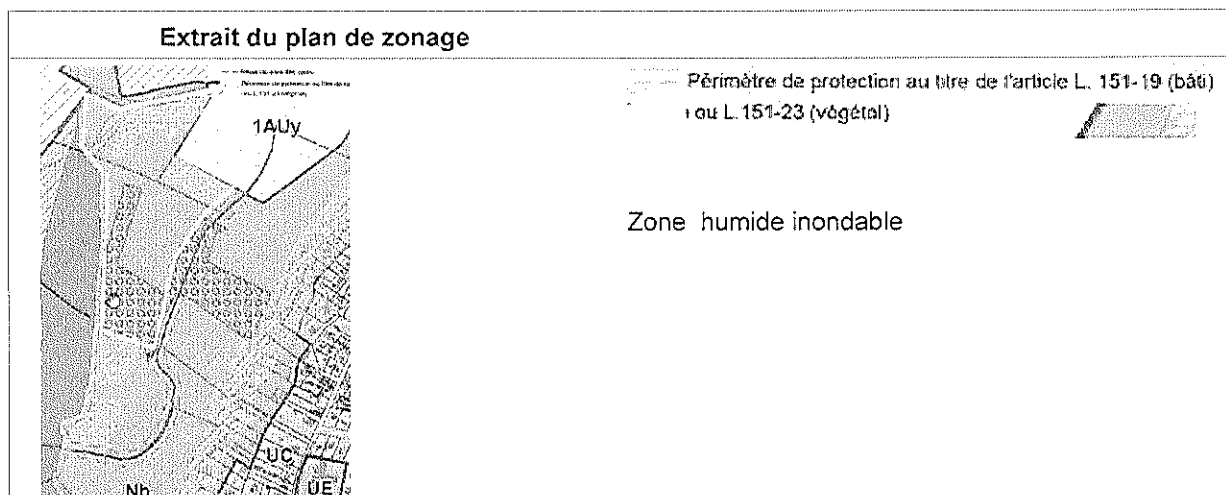 Extrait du plan de zonage
Périmètre de protection au titre de l'article L. 151-19 (bâti)
ou L.151-23 (végétal)
1AUy
Zone humide inondable
UC
Nb
UE